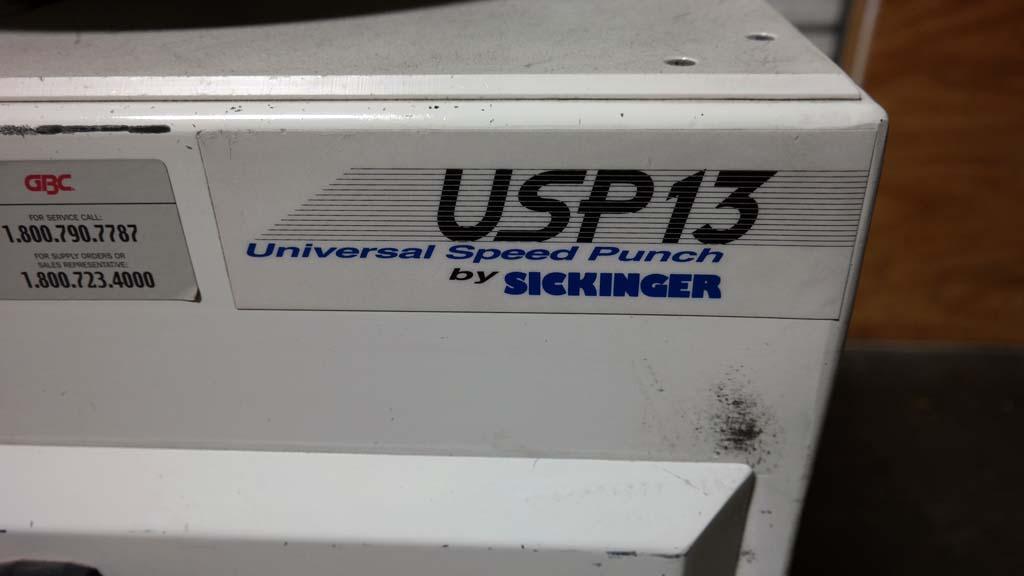 GBC
FOR SERVICE CALL:
1.800.790.7787
FOR SUPPLY ORDERS OR
SALES REPRESENTATIVE:
1.800.723.4000
USP13
Universal Speed Punch
by SICKINGER